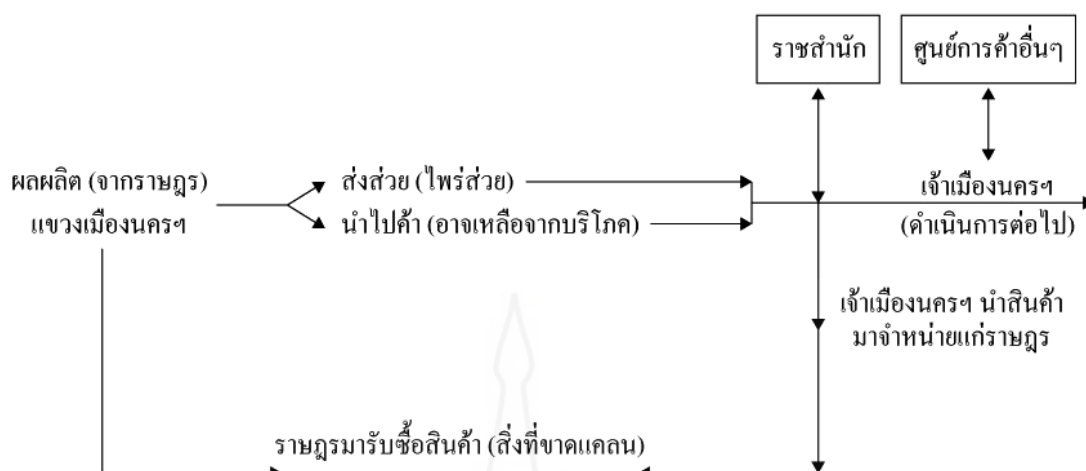 ราชสำนัก
ศูนย์การค้าอื่นๆ
ผลผลิต (จากราษฎร)
แขวงเมืองนครฯ
ส่งส่วย (ไพร่ส่วย)
นำไปค้า (อาจเหลือจากบริโภค)
เจ้าเมืองนครฯ
(ดำเนินการต่อไป)
เจ้าเมืองนครฯ นำสินค้า
มาจำหน่ายแก่ราษฎร
ราษฎรมารับซื้อสินค้า (สิ่งที่ขาดแคลน)